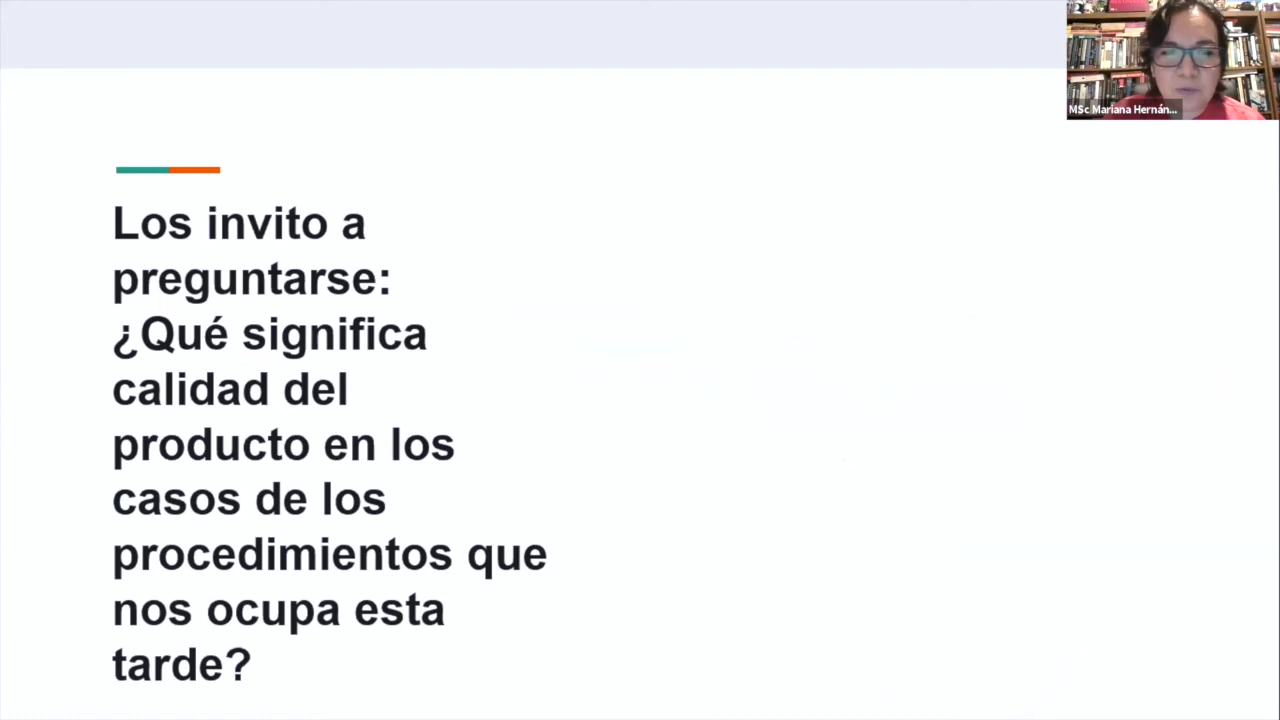 MSc Mariana Hernán...
Los invito a
preguntarse:
¿Qué significa
calidad del
producto en los
casos de los
procedimientos que
nos ocupa esta
tarde?